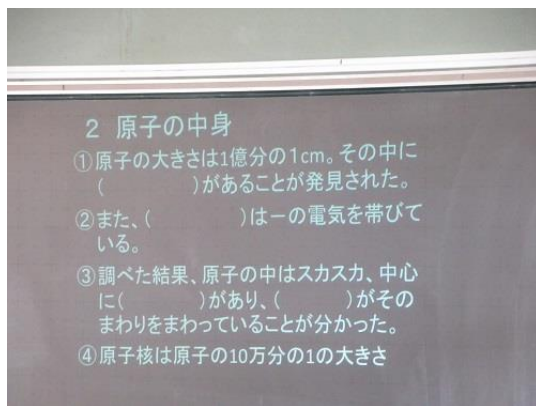 2 原子の中身
①原子の大きさは1億分の1cm。その中に
(　　　　)があることが発見された。
②また、(　　　　)は－の電気を帯びて
いる。
③調べた結果、原子の中はスカスカ、中心
に(　　　　)があり、(　　　　)がその
まわりをまわっていることが分かった。
④原子核は原子の10万分の1の大きさ